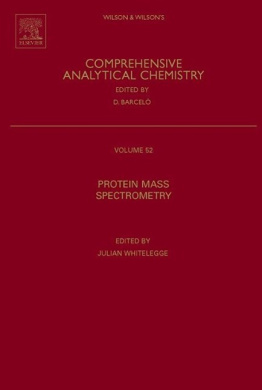 WILSON & WILSON'S
ELSEVIER
COMPREHENSIVE
ANALYTICAL CHEMISTRY
EDITED BY
D. BARCELÓ
VOLUME 52
PROTEIN MASS
SPECTROMETRY
EDITED BY
JULIAN WHITELEGGE